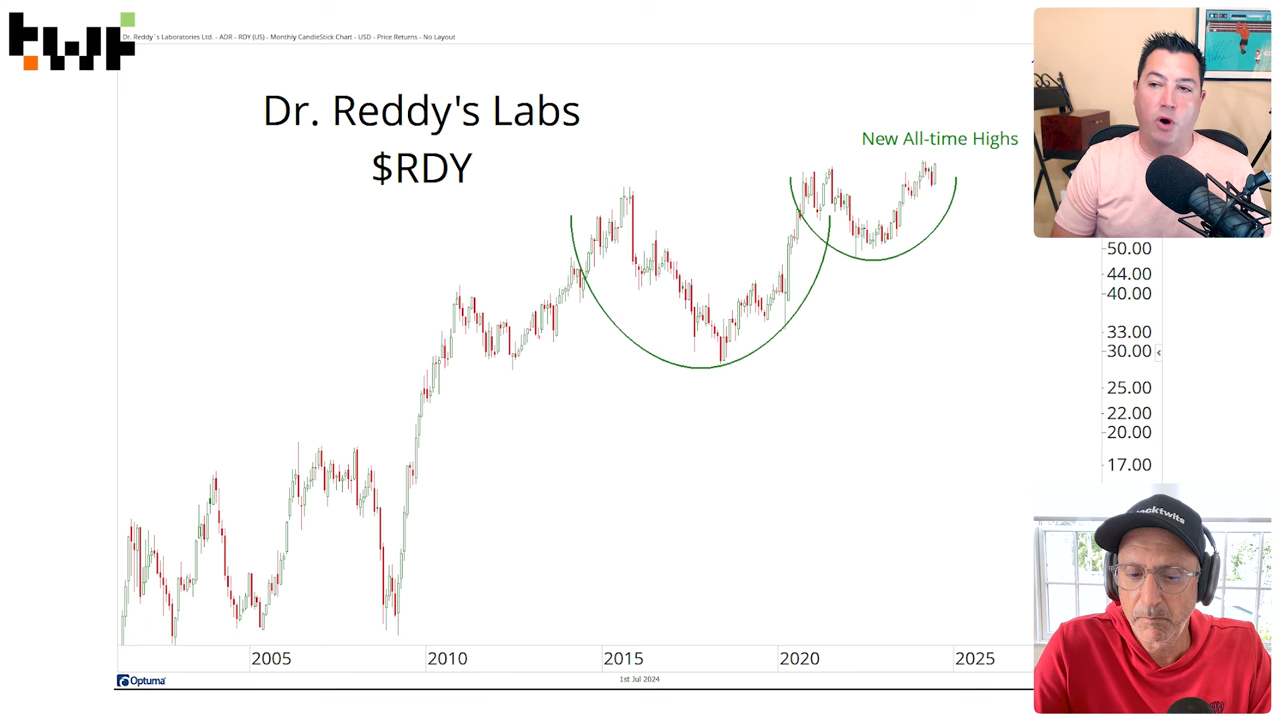 twf
Dr. Reddy's Laboratories Ltd. - ADR - RDY (US) - Monthly CandleStick Chart - USD - Price Returns - No Layout
Dr. Reddy's Labs
$RDY
New All-time Highs
50.00
44.00
40.00
33.00
30.00
25.00
22.00
20.00
17.00
2005
2010
2015
2020
2025
Optuma
1st Jul 2024